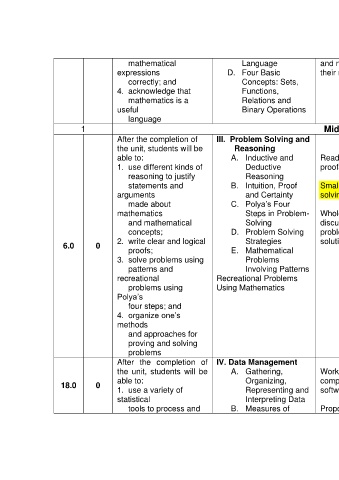 mathematical
expressions
correctly; and
4. acknowledge that
mathematics is a
useful
language
Language
D. Four Basic
Concepts: Sets,
Functions,
Relations and
Binary Operations
and
their
1
Mid
6.0
0
After the completion of
the unit, students will be
able to:
1. use different kinds of
reasoning to justify
statements and
arguments
made about
mathematics
and mathematical
concepts;
2. write clear and logical
proofs;
3. solve problems using
patterns and
recreational
problems using
Polya's
four steps; and
4. organize one's
methods
and approaches for
proving and solving
problems
III. Problem Solving and
Reasoning
A. Inductive and
Deductive
Reasoning
B. Intuition, Proof
and Certainty
C. Polya's Four
Steps in Problem-
Solving
D. Problem Solving
Strategies
E. Mathematical
Problems
Involving Patterns
Recreational Problems
Using Mathematics
Read
proof
Smal
solvin
Whol
discu
probl
soluti
18.0
0
After the completion of
the unit, students will be
able to:
1. use a variety of
statistical
tools to process and
IV. Data Management
A. Gathering,
Organizing,
Representing and
Interpreting Data
B. Measures of
Work
comp
softw
Propo